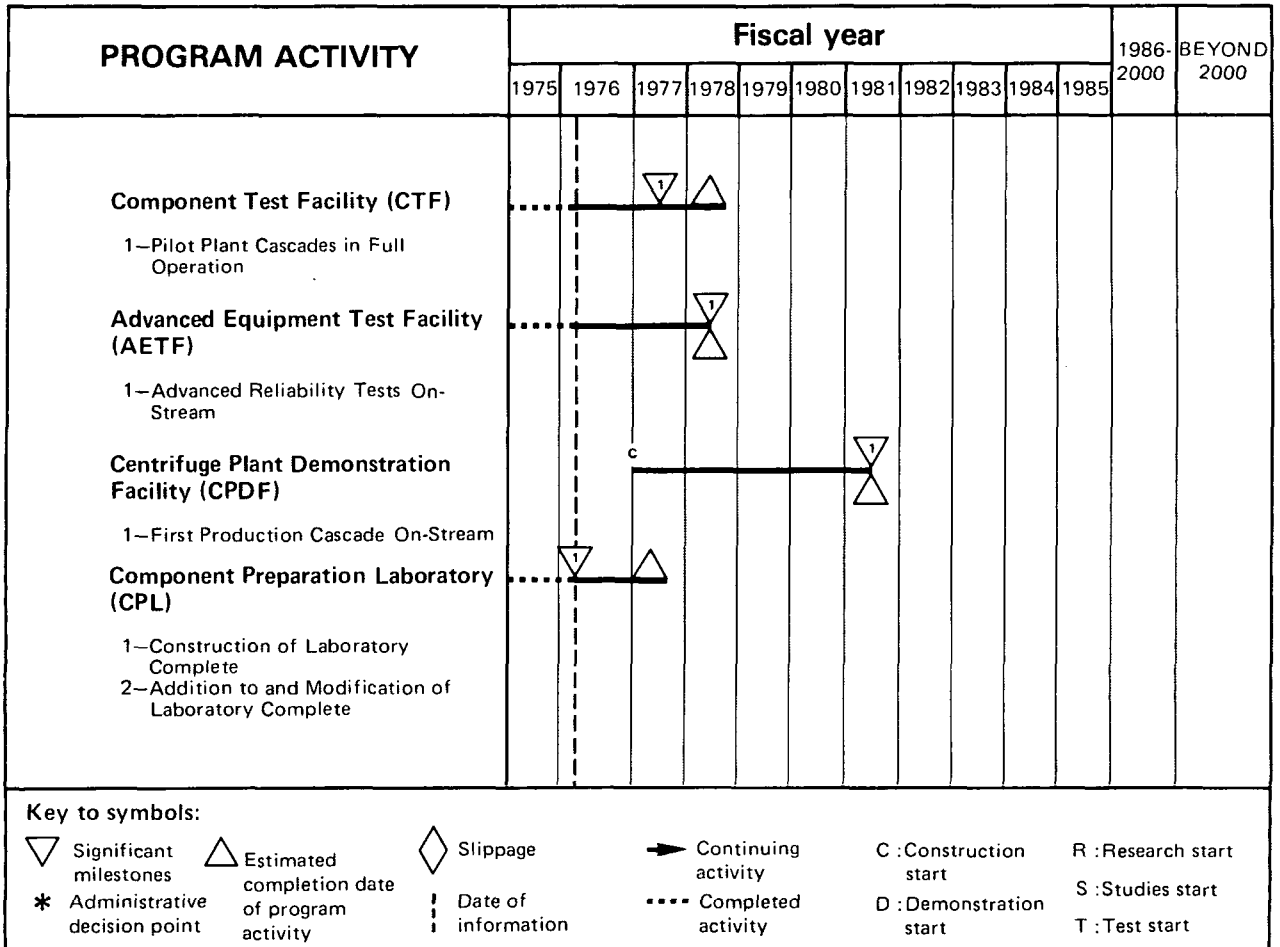 PROGRAM ACTIVITY
Fiscal year
1986-
2000
BEYOND
2000
1975 1976 1977 1978 1979 1980 1981 1982 1983 1984 1985
Component Test Facility (CTF)
1
1—Pilot Plant Cascades in Full
Operation
Advanced Equipment Test Facility
(AETF)
1
1—Advanced Reliability Tests On-
Stream
c
Centrifuge Plant Demonstration
Facility (CPDF)
1
1—First Production Cascade On-Stream
1
Component Preparation Laboratory
(CPL)
1—Construction of Laboratory
Complete
2—Addition to and Modification of
Laboratory Complete
Key to symbols:
Significant
milestones
* Administrative
decision point
Estimated
completion date
of program
activity
Slippage
Date of
information
Continuing
activity
Completed
activity
C : Construction
start
D : Demonstration
start
R : Research start
S : Studies start
T : Test start